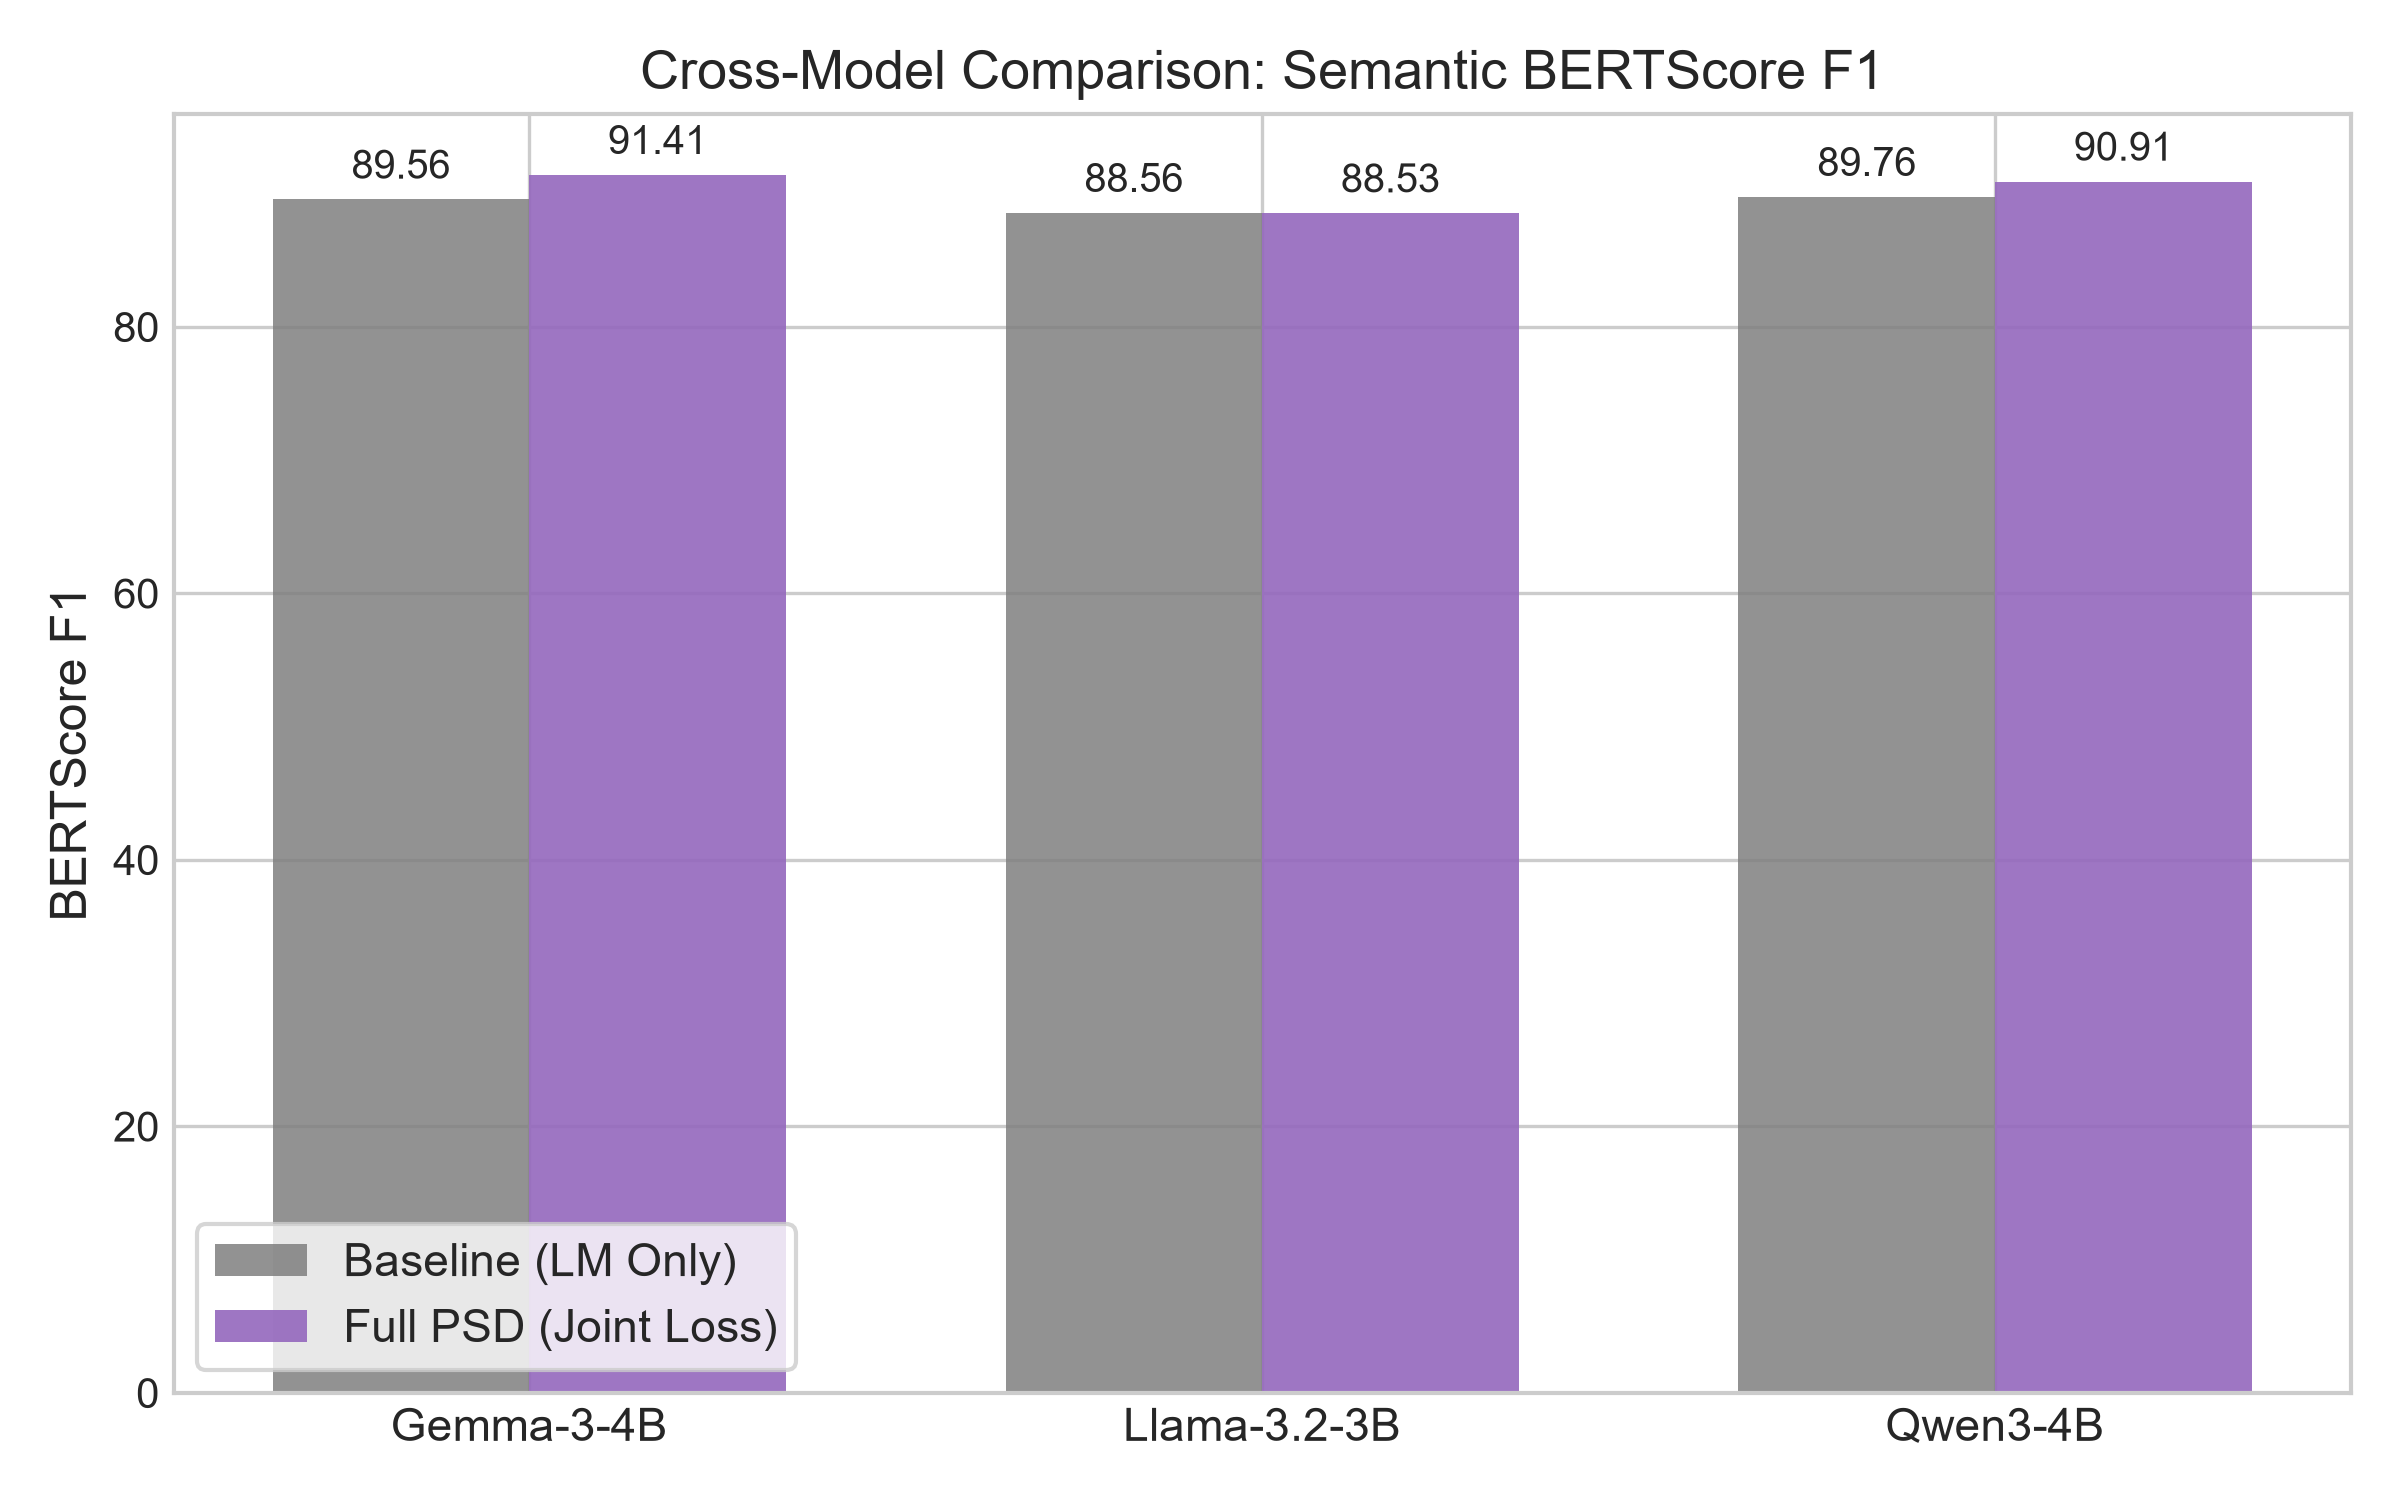 Cross-Model Comparison: Semantic BERTScore F1
89.56
91.41
88.56
88.53
89.76
90.91
BERTScore F1
80
60
40
20
0
Baseline (LM Only)
Full PSD (Joint Loss)
Gemma-3-4B
Llama-3.2-3B
Qwen3-4B